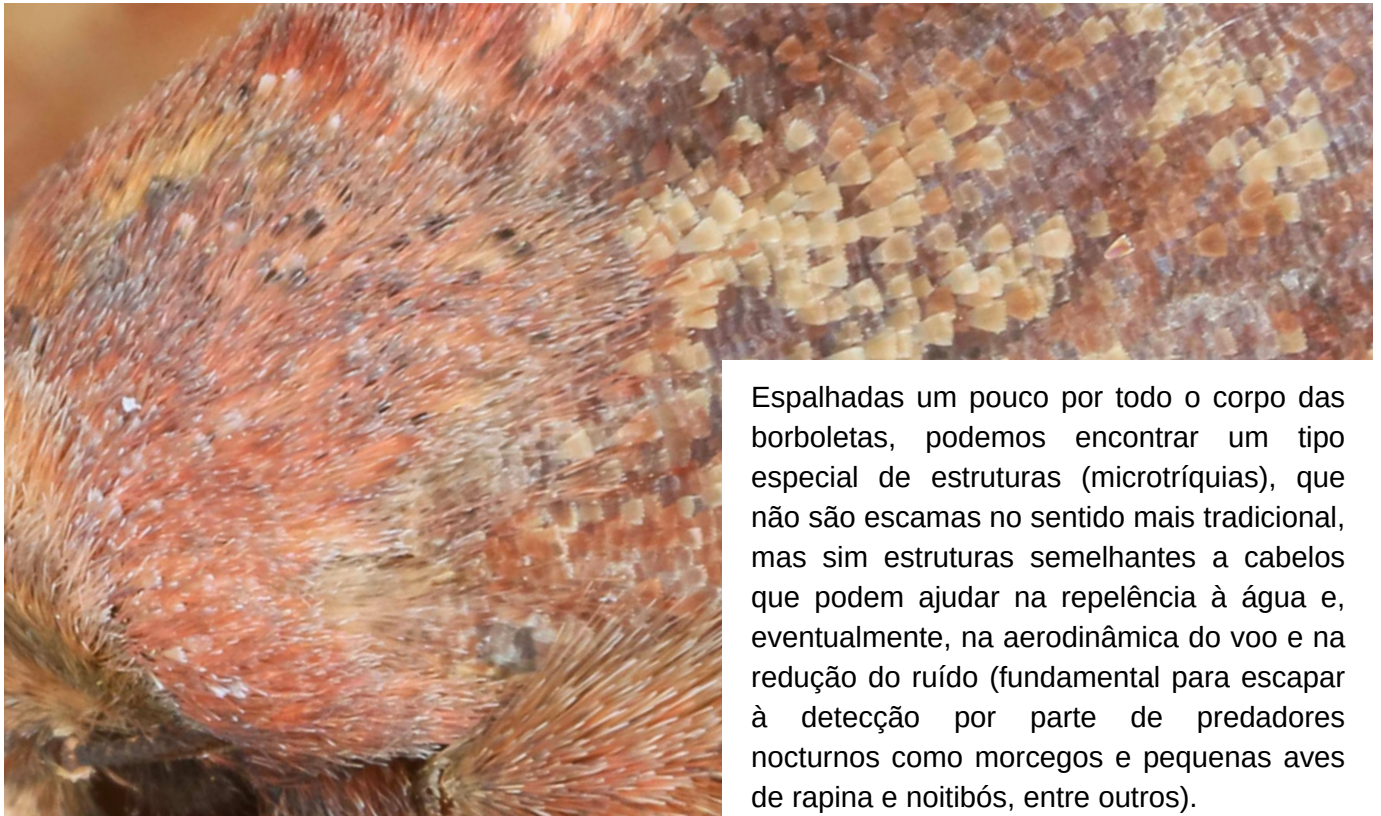 Espalhadas um pouco por todo o corpo das
borboletas, podemos encontrar um tipo
especial de estruturas (microtríquias), que
não são escamas no sentido mais tradicional,
mas sim estruturas semelhantes a cabelos
que podem ajudar na repelência à água e,
eventualmente, na aerodinâmica do voo e na
redução do ruído (fundamental para escapar
à detecção por parte de predadores
nocturnos como morcegos e pequenas aves
de rapina e noitibós, entre outros).